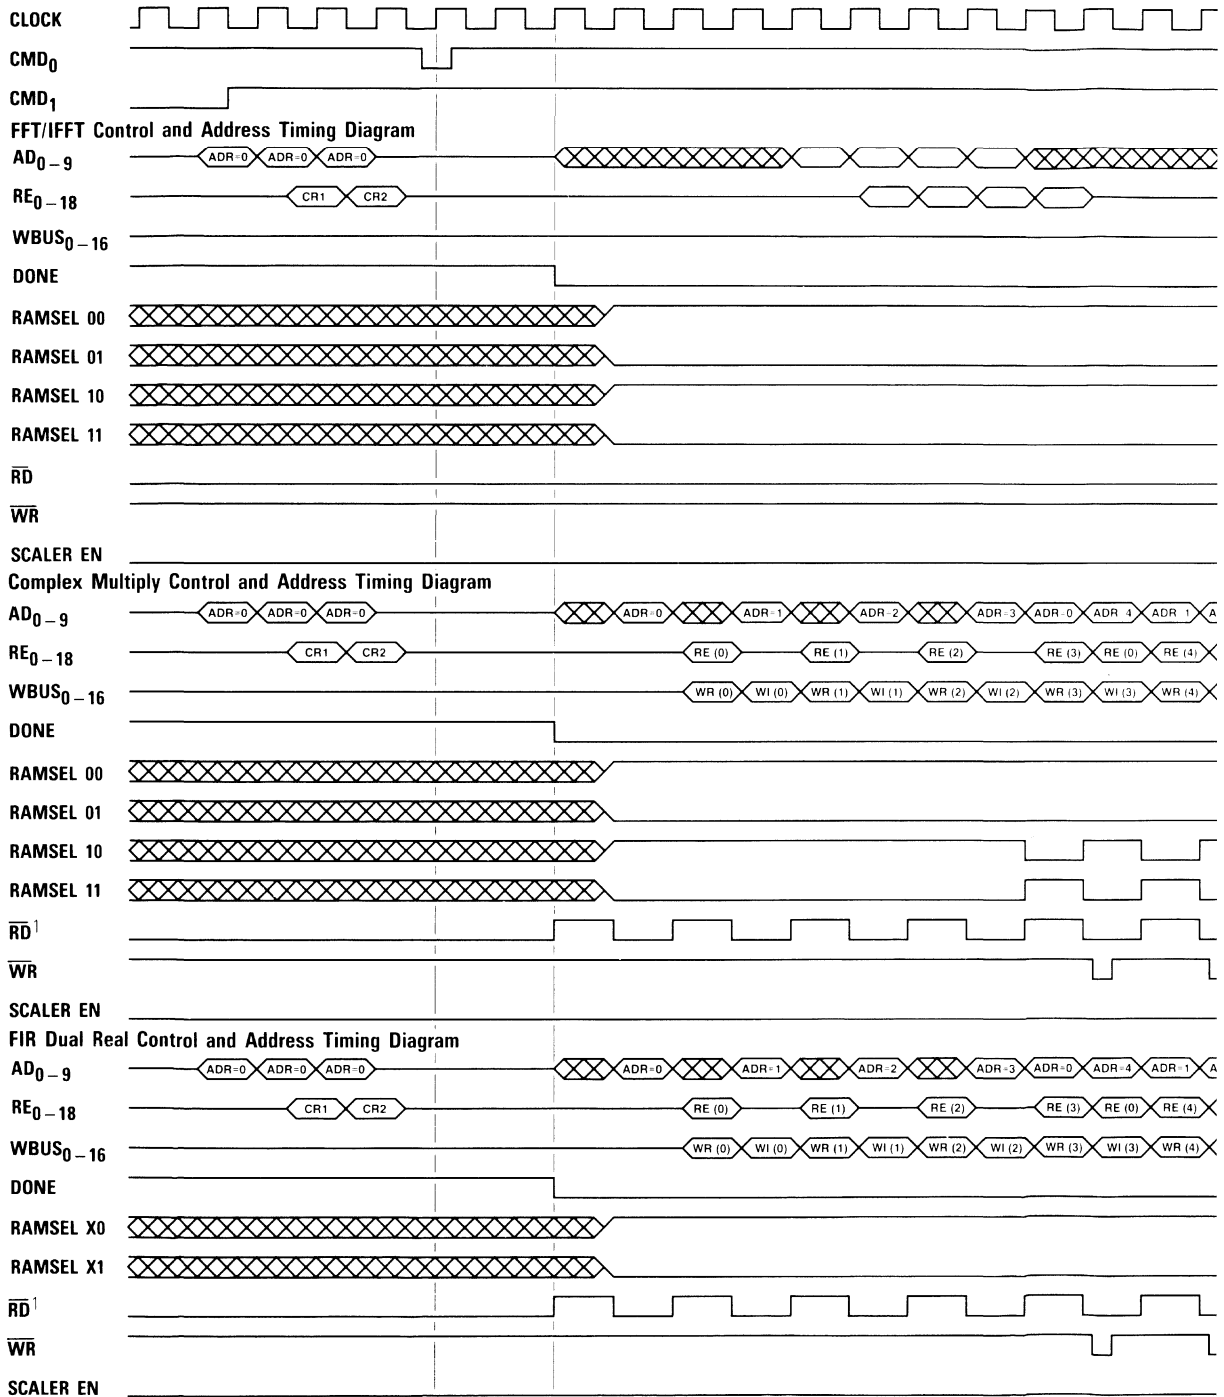 CLOCK
CMD0
CMD1
FFT/IFFT Control and Address Timing Diagram
AD0 – 9 ADR=0 ADR=0 ADR=0
RE0 – 18 CR1 CR2
WBUS0 – 16
DONE
RAMSEL 00
RAMSEL 01
RAMSEL 10
RAMSEL 11
R̅D̅
W̅R̅
SCALER EN
Complex Multiply Control and Address Timing Diagram
AD0 – 9 ADR=0 ADR=0 ADR=0 ADR=0 ADR=1 ADR=2 ADR=3 ADR=0 ADR 4 ADR 1 A
RE0 – 18 CR1 CR2 RE (0) RE (1) RE (2) RE (3) RE (0) RE (4)
WBUS0 – 16 WR (0) WI (0) WR (1) WI (1) WR (2) WI (2) WR (3) WI (3) WR (4)
DONE
RAMSEL 00
RAMSEL 01
RAMSEL 10
RAMSEL 11
R̅D̅1
W̅R̅
SCALER EN
FIR Dual Real Control and Address Timing Diagram
AD0 – 9 ADR=0 ADR=0 ADR=0 ADR=0 ADR=1 ADR=2 ADR=3 ADR=0 ADR=4 ADR=1 A
RE0 – 18 CR1 CR2 RE (0) RE (1) RE (2) RE (3) RE (0) RE (4)
WBUS0 – 16 WR (0) WI (0) WR (1) WI (1) WR (2) WI (2) WR (3) WI (3) WR (4)
DONE
RAMSEL X0
RAMSEL X1
R̅D̅1
W̅R̅
SCALER EN